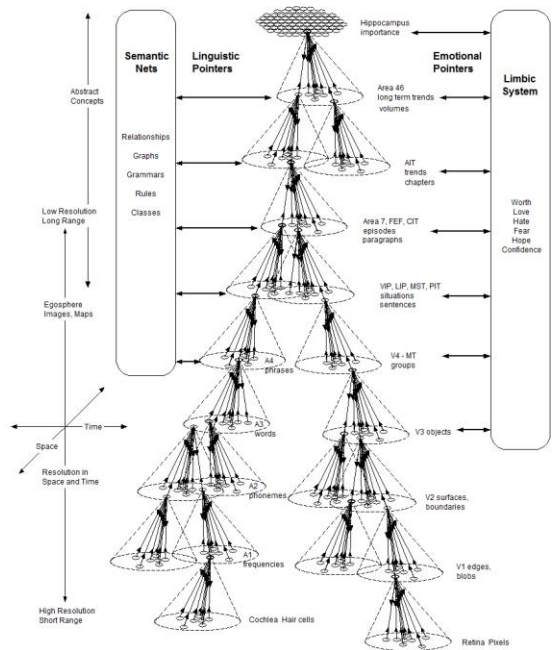 Hippocampus
importance
Semantic
Nets
Linguistic
Pointers
Emotional
Pointers
Limbic
System
Abstract
Concepts
Area 46
long term trends
volumes
Relationships
Graphs
Grammars
Rules
Classes
AIT
trends
chapters
Low Resolution
Long Range
Area 7, FEF, CIT
episodes
paragraphs
Worth
Love
Hate
Fear
Hope
Confidence
Egosphere
Images, Maps
VIP, LIP, MST, PIT
situations
sentences
A4
phrases
V4 - MT
groups
Time
Space
A3
words
V3 objects
Resolution in
Space and Time
A2
phonemes
V2 surfaces,
boundaries
A1
frequencies
V1 edges,
blobs
High Resolution
Short Range
Cochlea Hair cells
Retina Pixels